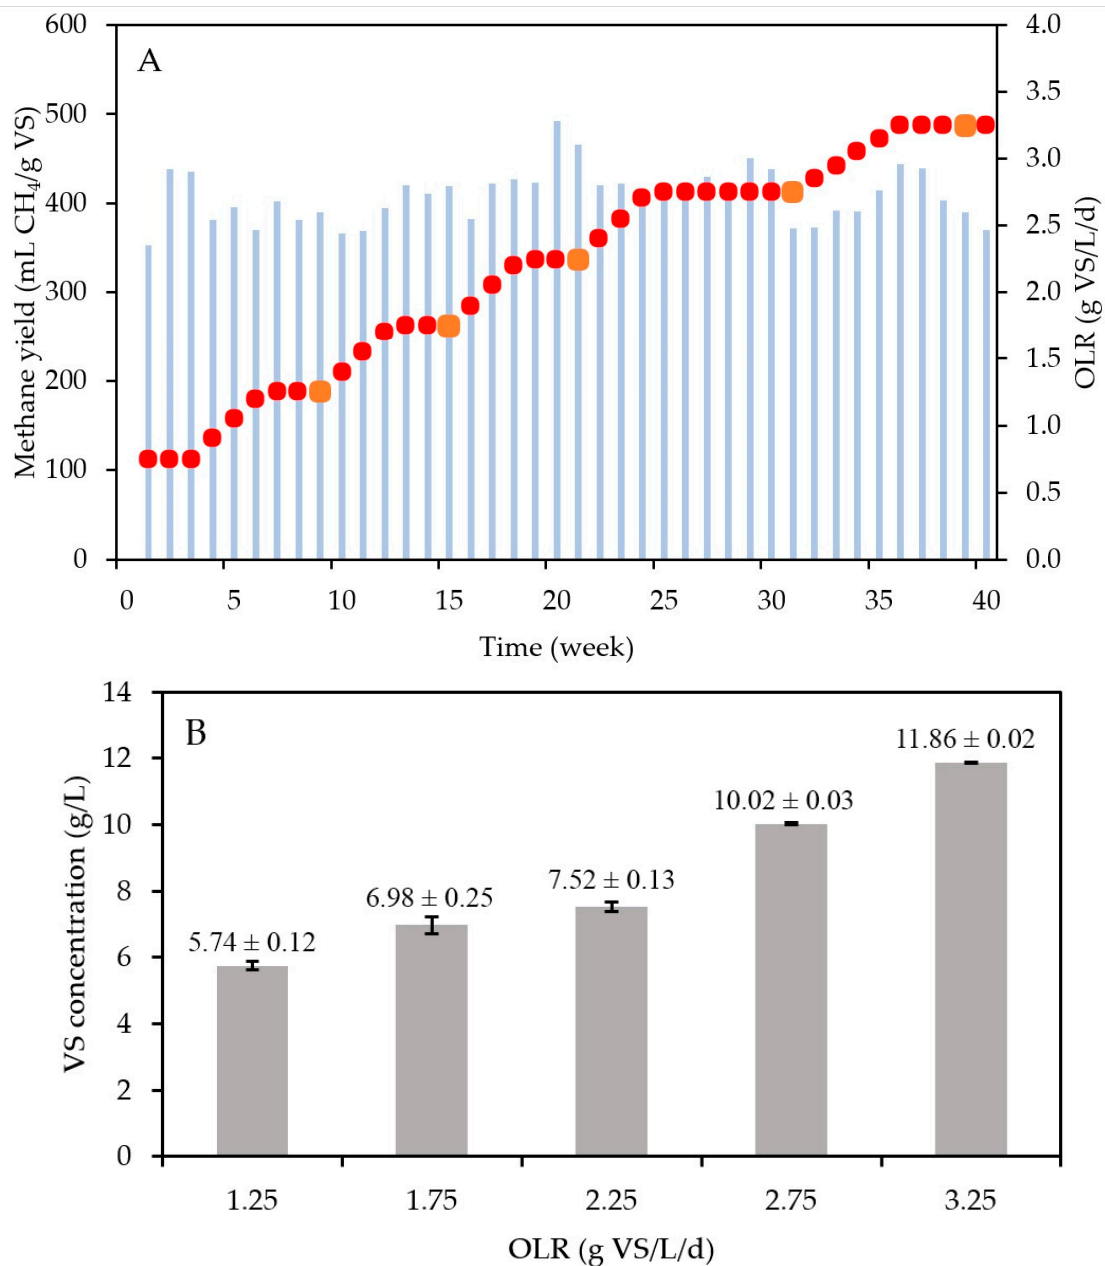 A
Methane yield (mL CH₄/g VS)
600
500
400
300
200
100
0
4.0
3.5
3.0
2.5
2.0
1.5
1.0
0.5
0.0
OLR (g VS/L/d)
0 5 10 15 20 25 30 35 40
Time (week)
B
VS concentration (g/L)
14
12
10
8
6
4
2
0
5.74 ± 0.12
6.98 ± 0.25
7.52 ± 0.13
10.02 ± 0.03
11.86 ± 0.02
1.25 1.75 2.25 2.75 3.25
OLR (g VS/L/d)